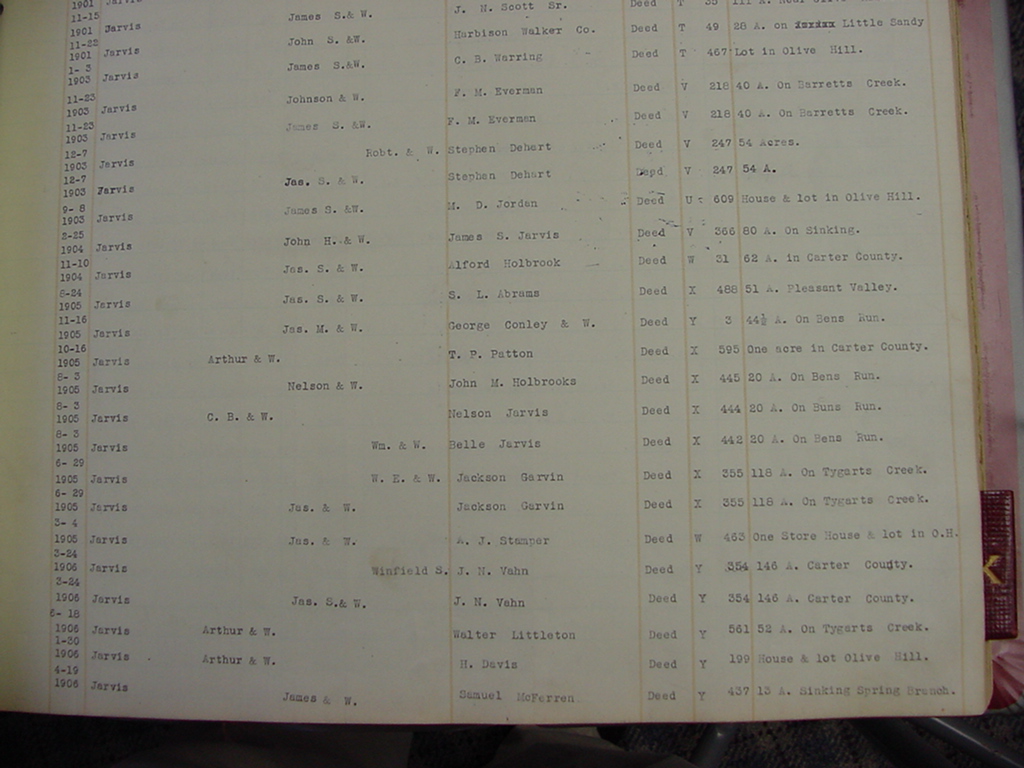 1901 Jarvis James S.& W. J. N. Scott Sr. Deed T 35
11-15
1901 Jarvis John S. &W. Harbison Walker Co. Deed T 49 28 A. on xxxxxx Little Sandy
11-22
1901 Jarvis James S.&W. C. B. Warring Deed T 467 Lot in Olive Hill.
1- 3
1903 Jarvis Johnson & W. F. M. Everman Deed V 218 40 A. On Barretts Creek.
11-23
1903 Jarvis James S. &W. F. M. Everman Deed V 218 40 A. On Barretts Creek.
11-23
1903 Jarvis Robt. & W. Stephen Dehart Deed V 247 54 Acres.
12-7
1903 Jarvis Jas. S. & W. Stephen Dehart Depd V 247 54 A.
12-7
1903 Jarvis James S. &W. M. D. Jordan Deed U 609 House & lot in Olive Hill.
9- 8
1903 Jarvis John H. & W. James S. Jarvis Deed V 366 80 A. On Sinking.
2-25
1904 Jarvis Jas. S. & W. Alford Holbrook Deed W 31 62 A. in Carter County.
11-10
1904 Jarvis Jas. S. & W. S. L. Abrams Deed X 488 51 A. Pleasant Valley.
6-24
1905 Jarvis Jas. M. & W. George Conley & W. Deed Y 3 44½ A. On Bens Run.
11-16
1905 Jarvis Arthur & W. T. P. Patton Deed X 595 One acre in Carter County.
10-16
1905 Jarvis Nelson & W. John M. Holbrooks Deed X 445 20 A. On Bens Run.
8- 3
1905 Jarvis C. B. & W. Nelson Jarvis Deed X 444 20 A. On Buns Run.
8- 3
1905 Jarvis Wm. & W. Belle Jarvis Deed X 442 20 A. On Bens Run.
8- 3
1905 Jarvis W. E. & W. Jackson Garvin Deed X 355 118 A. On Tygarts Creek.
6- 29
1905 Jarvis Jas. & W. Jackson Garvin Deed X 355 118 A. On Tygarts Creek.
6- 29
1905 Jarvis Jas. & W. A. J. Stamper Deed W 463 One Store House & lot in O.H.
3- 4
1905 Jarvis Winfield S. J. N. Vahn Deed Y 354 146 A. Carter County.
3-24
1906 Jarvis Jas. S.& W. J. N. Vahn Deed Y 354 146 A. Carter County.
3-24
1906 Jarvis Arthur & W. Walter Littleton Deed Y 561 52 A. On Tygarts Creek.
6- 18
1906 Jarvis Arthur & W. H. Davis Deed Y 199 House & lot Olive Hill.
1-30
1906 Jarvis James & W. Samuel McFerren Deed Y 437 13 A. Sinking Spring Branch.
4-19
1906